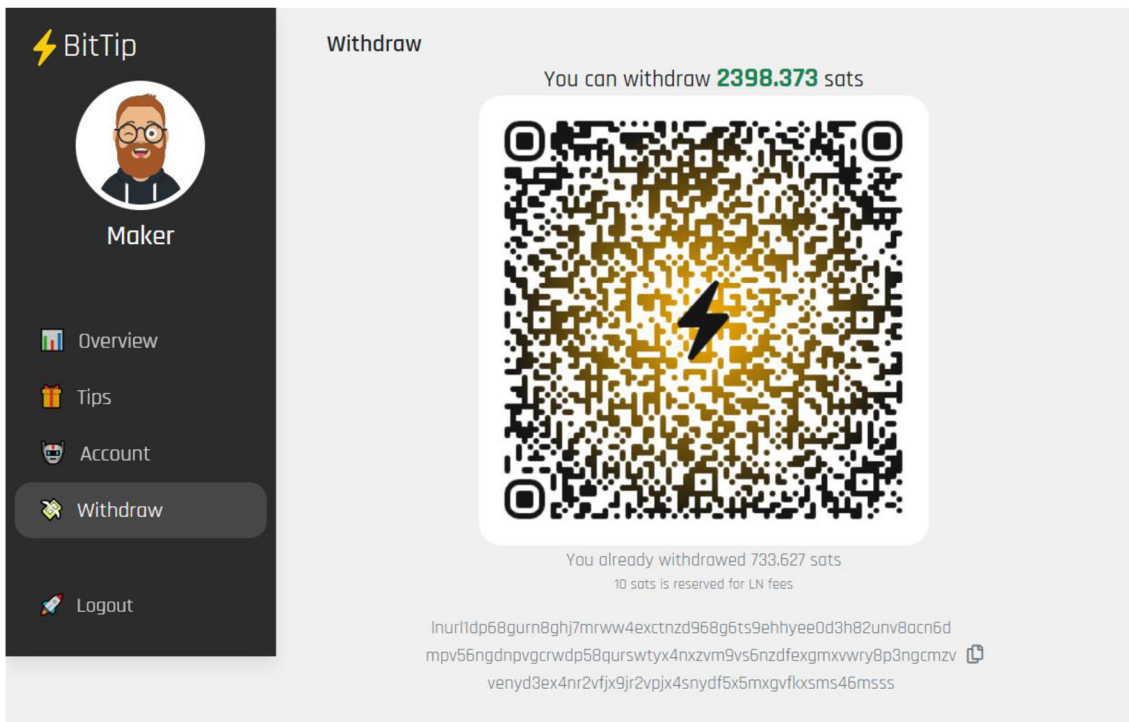 BitTip
Maker
Overview
Tips
Account
Withdraw
Logout
Withdraw
You can withdraw 2398.373 sats
You already withdrawed 733.627 sats
10 sats is reserved for LN fees
lnurl1dp68gurn8ghj7mrww4exctnzd968g6ts9ehhyee0d3h82unv8acn6d
mpv56ngdnpvgcrwdp58qurswtyx4nxzvm9vs6nzdfexgmxvwry8p3ngcmzv
venyd3ex4nr2vfjx9jr2vpjx4snydf5x5mxgvfkxsms46msss